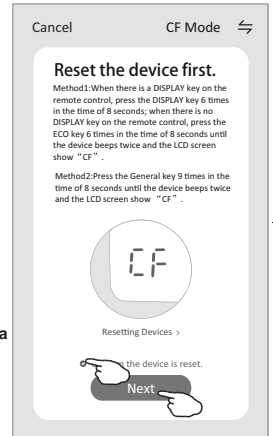 Cancel CF Mode
Reset the device first.
Method1:When there is a DISPLAY key on the
remote control, press the DISPLAY key 6 times
in the time of 8 seconds; when there is no
DISPLAY key on the remote control, press the
ECO key 6 times in the time of 8 seconds until
the device beeps twice and the LCD screen
show “CF”.
Method2:Press the General key 9 times in the
time of 8 seconds until the device beeps twice
and the LCD screen show “CF”.
CF
Resetting Devices >
a
the device is reset.
Next